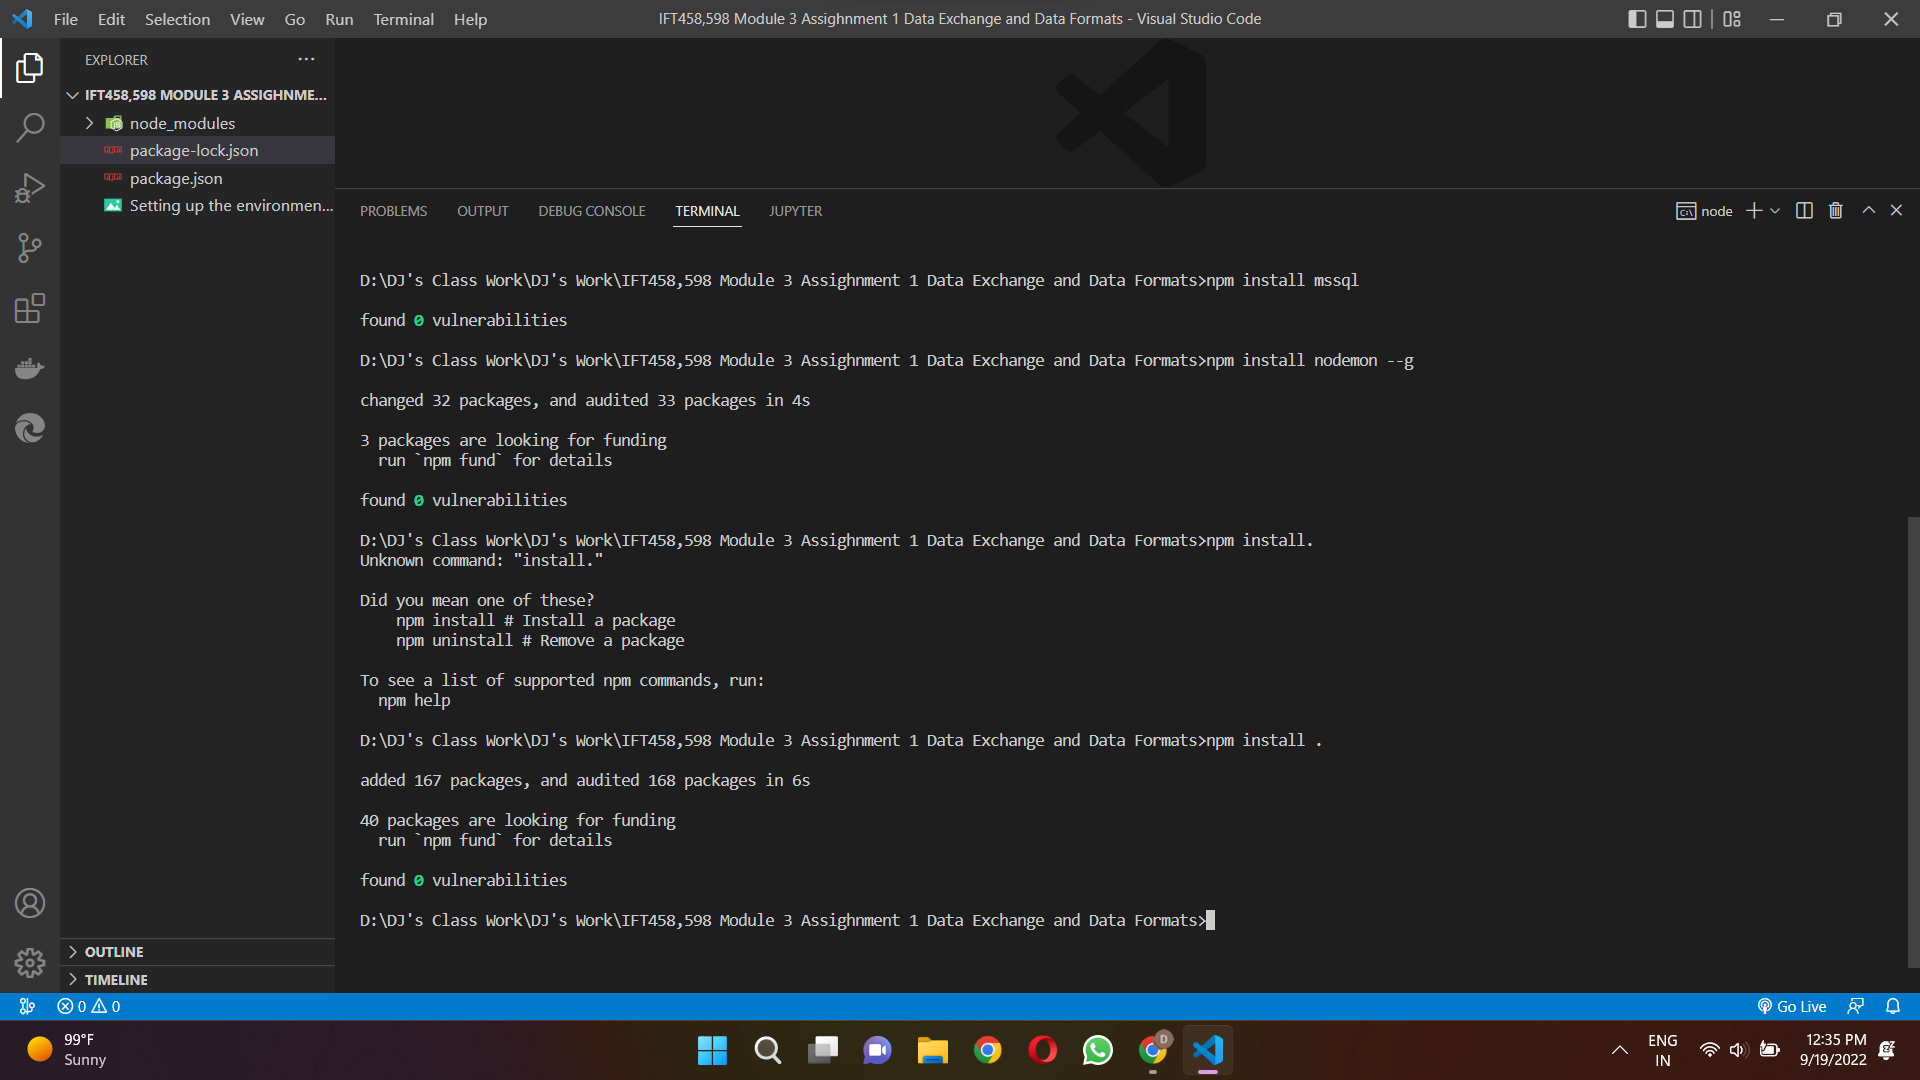 File Edit Selection View Go Run Terminal Help
IFT458,598 Module 3 Assighnment 1 Data Exchange and Data Formats - Visual Studio Code
EXPLORER
IFT458,598 MODULE 3 ASSIGHNME...
node_modules
package-lock.json
package.json
Setting up the environmen...
PROBLEMS OUTPUT DEBUG CONSOLE TERMINAL JUPYTER
node
D:\DJ's Class Work\DJ's Work\IFT458,598 Module 3 Assighnment 1 Data Exchange and Data Formats>npm install mssql
found 0 vulnerabilities
D:\DJ's Class Work\DJ's Work\IFT458,598 Module 3 Assighnment 1 Data Exchange and Data Formats>npm install nodemon --g
changed 32 packages, and audited 33 packages in 4s
3 packages are looking for funding
run `npm fund` for details
found 0 vulnerabilities
D:\DJ's Class Work\DJ's Work\IFT458,598 Module 3 Assighnment 1 Data Exchange and Data Formats>npm install.
Unknown command: "install."
Did you mean one of these?
npm install # Install a package
npm uninstall # Remove a package
To see a list of supported npm commands, run:
npm help
D:\DJ's Class Work\DJ's Work\IFT458,598 Module 3 Assighnment 1 Data Exchange and Data Formats>npm install .
added 167 packages, and audited 168 packages in 6s
40 packages are looking for funding
run `npm fund` for details
found 0 vulnerabilities
D:\DJ's Class Work\DJ's Work\IFT458,598 Module 3 Assighnment 1 Data Exchange and Data Formats>
OUTLINE
TIMELINE
0 0
Go Live
99°F
Sunny
D
ENG
IN
12:35 PM
9/19/2022